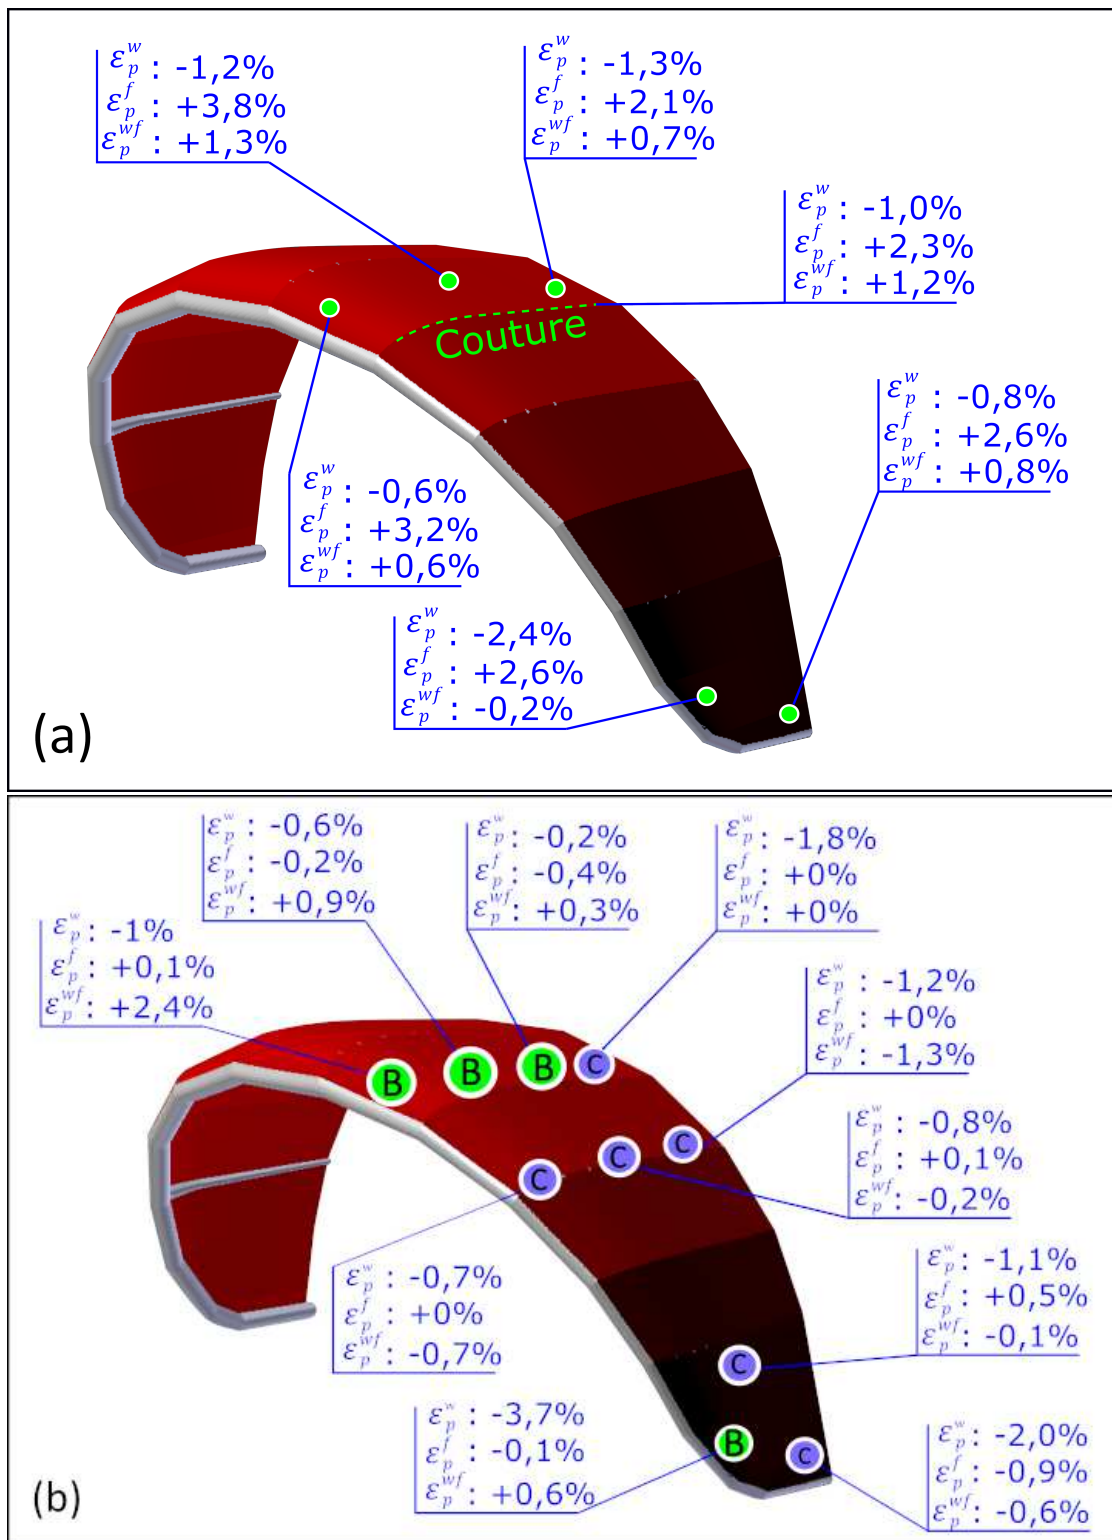 ε_p^w : -1,2%
ε_p^f : +3,8%
ε_p^wf : +1,3%
ε_p^w : -1,3%
ε_p^f : +2,1%
ε_p^wf : +0,7%
ε_p^w : -1,0%
ε_p^f : +2,3%
ε_p^wf : +1,2%
Couture
ε_p^w : -0,8%
ε_p^f : +2,6%
ε_p^wf : +0,8%
ε_p^w : -0,6%
ε_p^f : +3,2%
ε_p^wf : +0,6%
ε_p^w : -2,4%
ε_p^f : +2,6%
ε_p^wf : -0,2%
(a)
ε_p^w : -0,6%
ε_p^f : -0,2%
ε_p^wf : +0,9%
ε_p^w : -0,2%
ε_p^f : -0,4%
ε_p^wf : +0,3%
ε_p^w : -1,8%
ε_p^f : +0%
ε_p^wf : +0%
ε_p^w : -1%
ε_p^f : +0,1%
ε_p^wf : +2,4%
ε_p^w : -1,2%
ε_p^f : +0%
ε_p^wf : -1,3%
B
B
B
C
C
C
C
ε_p^w : -0,8%
ε_p^f : +0,1%
ε_p^wf : -0,2%
ε_p^w : -0,7%
ε_p^f : +0%
ε_p^wf : -0,7%
ε_p^w : -1,1%
ε_p^f : +0,5%
ε_p^wf : -0,1%
C
B
C
ε_p^w : -3,7%
ε_p^f : -0,1%
ε_p^wf : +0,6%
ε_p^w : -2,0%
ε_p^f : -0,9%
ε_p^wf : -0,6%
(b)